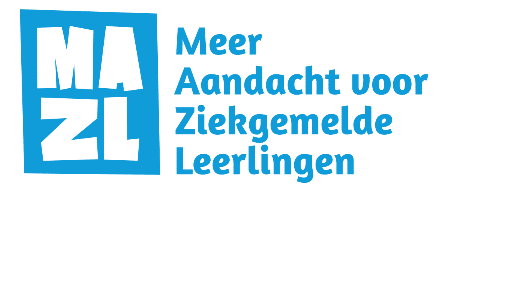 MA
ZL
Meer
Aandacht voor
Ziekgemelde
Leerlingen